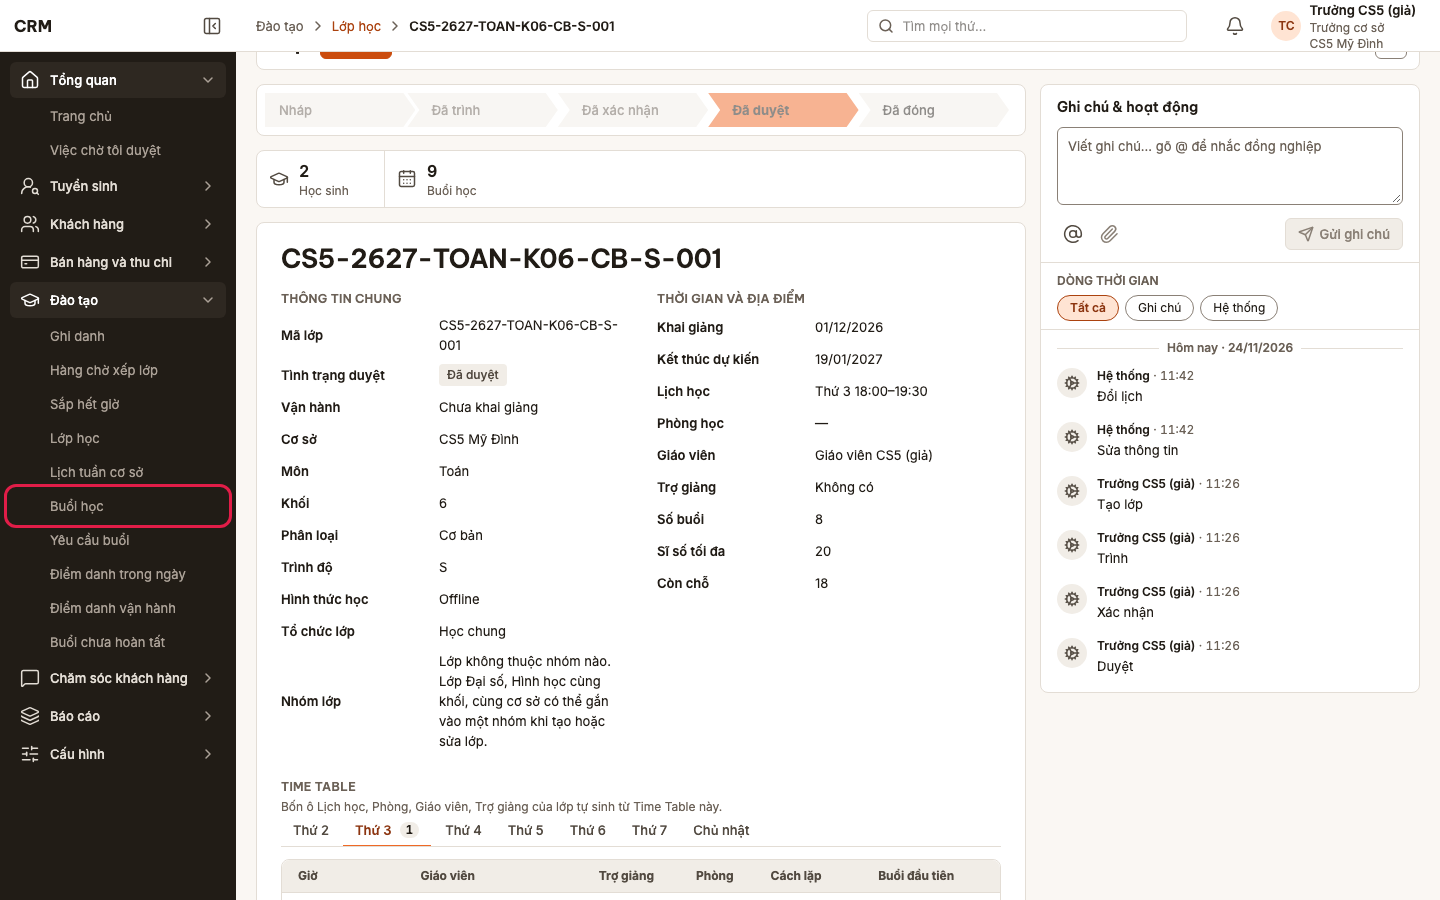 CRM
Đào tạo > Lớp học > CS5-2627-TOAN-K06-CB-S-001
Tìm mọi thứ...
TC
Trưởng CS5 (giả)
Trưởng cơ sở
CS5 Mỹ Đình
Tổng quan
Trang chủ
Việc chờ tôi duyệt
Tuyển sinh
Khách hàng
Bán hàng và thu chi
Đào tạo
Ghi danh
Hàng chờ xếp lớp
Sắp hết giờ
Lớp học
Lịch tuần cơ sở
Buổi học
Yêu cầu buổi
Điểm danh trong ngày
Điểm danh vận hành
Buổi chưa hoàn tất
Chăm sóc khách hàng
Báo cáo
Cấu hình
Nháp
Đã trình
Đã xác nhận
Đã duyệt
Đã đóng
2
Học sinh
9
Buổi học
CS5-2627-TOAN-K06-CB-S-001
THÔNG TIN CHUNG
Mã lớp
CS5-2627-TOAN-K06-CB-S-
001
Tình trạng duyệt
Đã duyệt
Vận hành
Chưa khai giảng
Cơ sở
CS5 Mỹ Đình
Môn
Toán
Khối
6
Phân loại
Cơ bản
Trình độ
S
Hình thức học
Offline
Tổ chức lớp
Học chung
Nhóm lớp
Lớp không thuộc nhóm nào.
Lớp Đại số, Hình học cùng
khối, cùng cơ sở có thể gắn
vào một nhóm khi tạo hoặc
sửa lớp.
THỜI GIAN VÀ ĐỊA ĐIỂM
Khai giảng
01/12/2026
Kết thúc dự kiến
19/01/2027
Lịch học
Thứ 3 18:00–19:30
Phòng học
—
Giáo viên
Giáo viên CS5 (giả)
Trợ giảng
Không có
Số buổi
8
Sĩ số tối đa
20
Còn chỗ
18
TIME TABLE
Bốn ô Lịch học, Phòng, Giáo viên, Trợ giảng của lớp tự sinh từ Time Table này.
Thứ 2
Thứ 3 1
Thứ 4
Thứ 5
Thứ 6
Thứ 7
Chủ nhật
Giờ
Giáo viên
Trợ giảng
Phòng
Cách lặp
Buổi đầu tiên
Ghi chú & hoạt động
Viết ghi chú... gõ @ để nhắc đồng nghiệp
Gửi ghi chú
DÒNG THỜI GIAN
Tất cả
Ghi chú
Hệ thống
Hôm nay · 24/11/2026
Hệ thống · 11:42
Đổi lịch
Hệ thống · 11:42
Sửa thông tin
Trưởng CS5 (giả) · 11:26
Tạo lớp
Trưởng CS5 (giả) · 11:26
Trình
Trưởng CS5 (giả) · 11:26
Xác nhận
Trưởng CS5 (giả) · 11:26
Duyệt